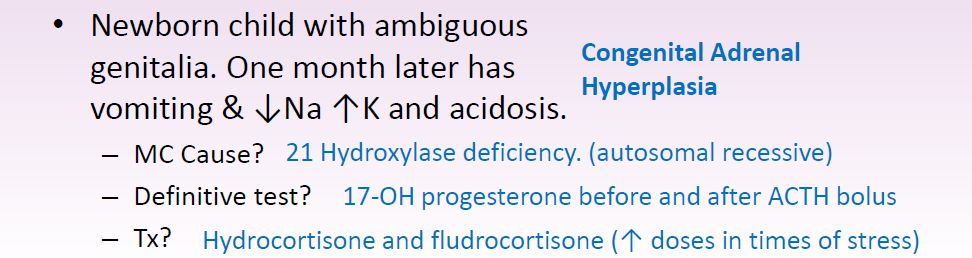 • Newborn child with ambiguous
genitalia. One month later has
vomiting & ↓Na ↑K and acidosis.
Congenital Adrenal
Hyperplasia
– MC Cause? 21 Hydroxylase deficiency. (autosomal recessive)
– Definitive test? 17-OH progesterone before and after ACTH bolus
– Tx? Hydrocortisone and fludrocortisone (↑ doses in times of stress)